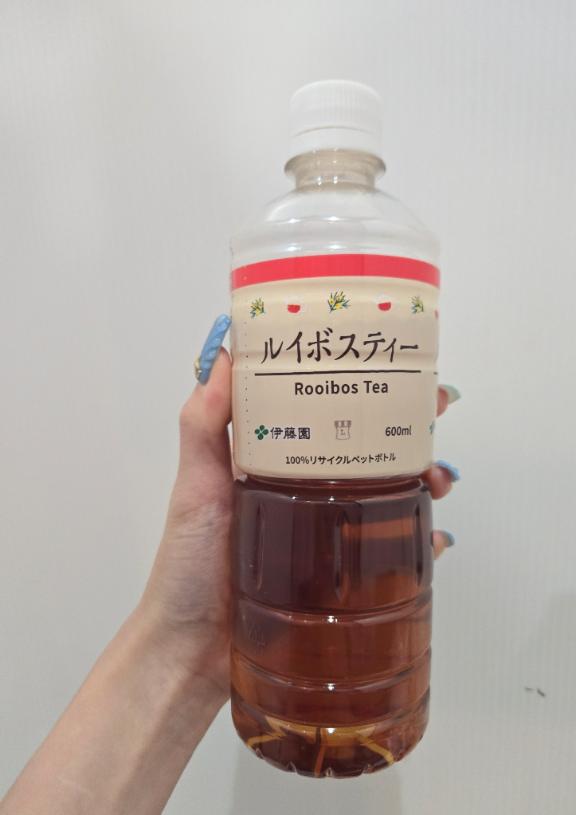 ルイボスティー
Rooibos Tea
伊藤園
600ml
100%リサイクルペットボトル